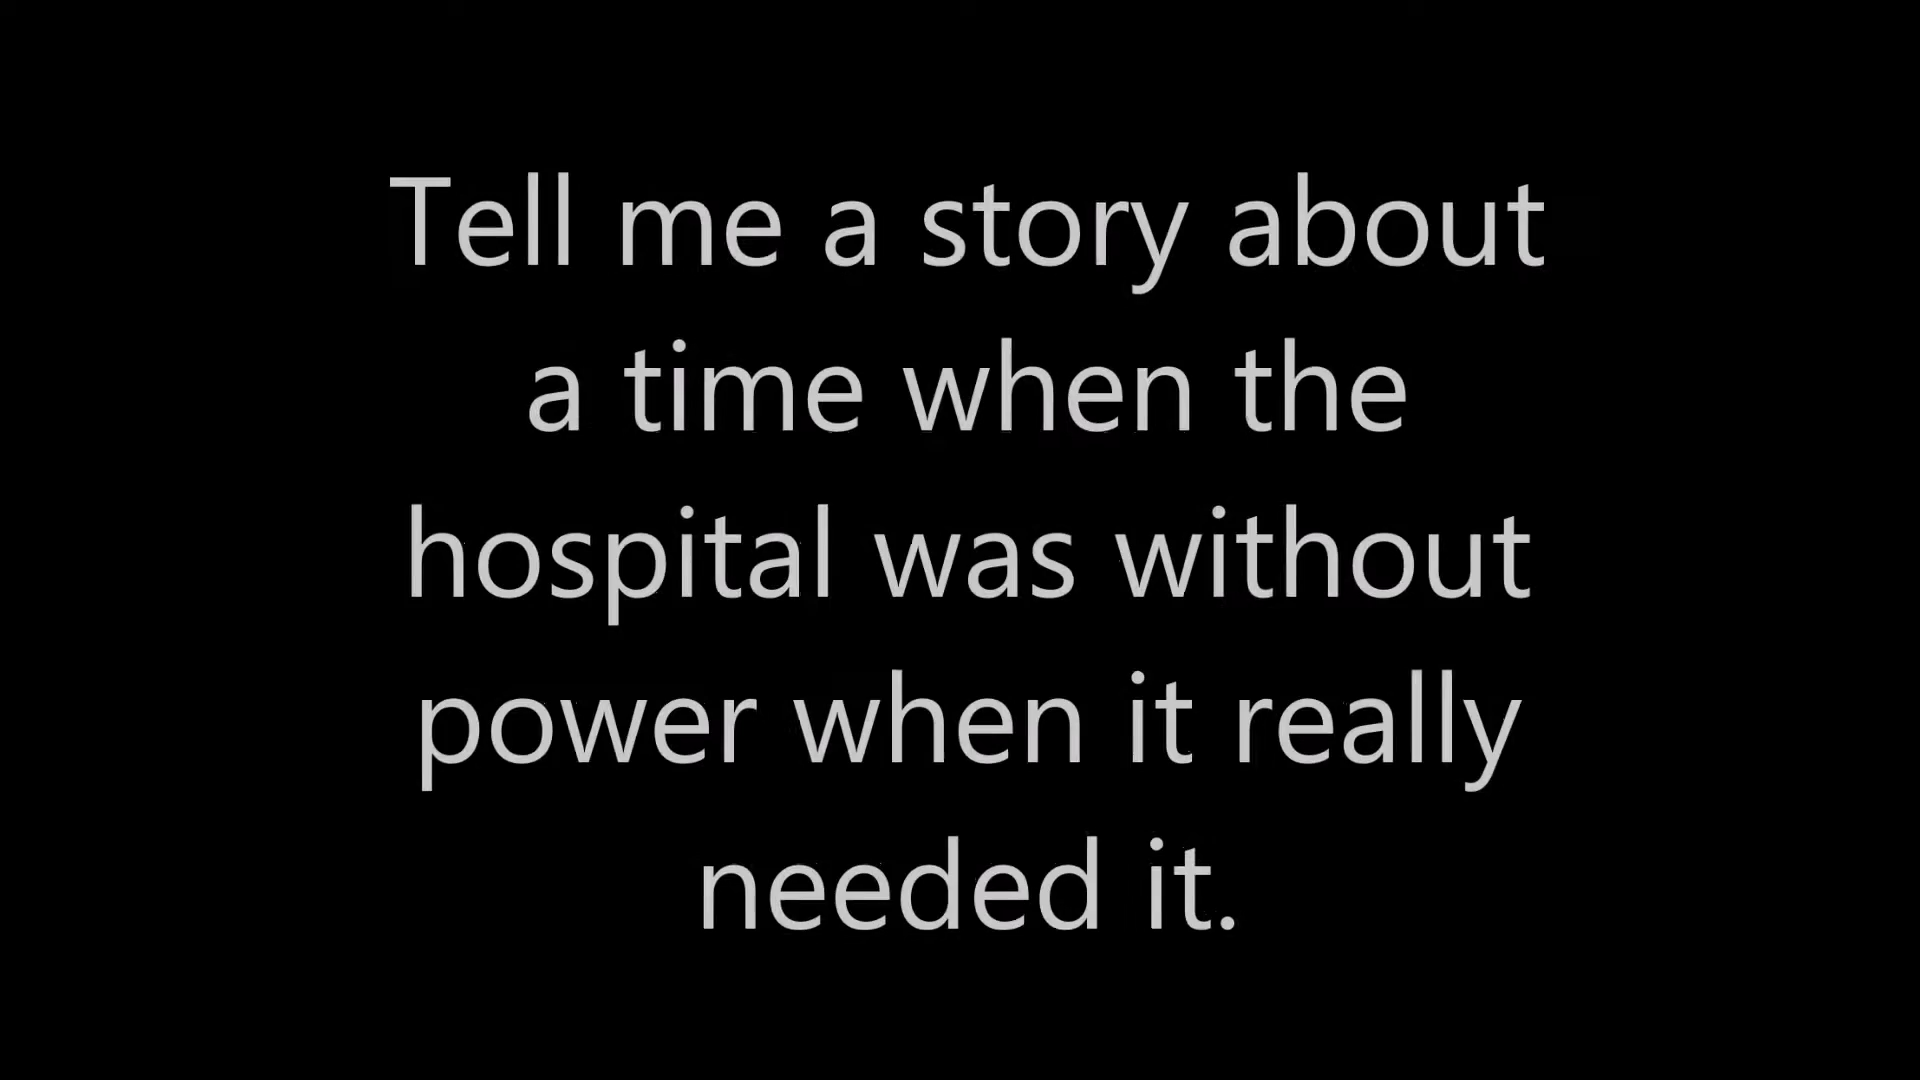 Tell me a story about
a time when the
hospital was without
power when it really
needed it.